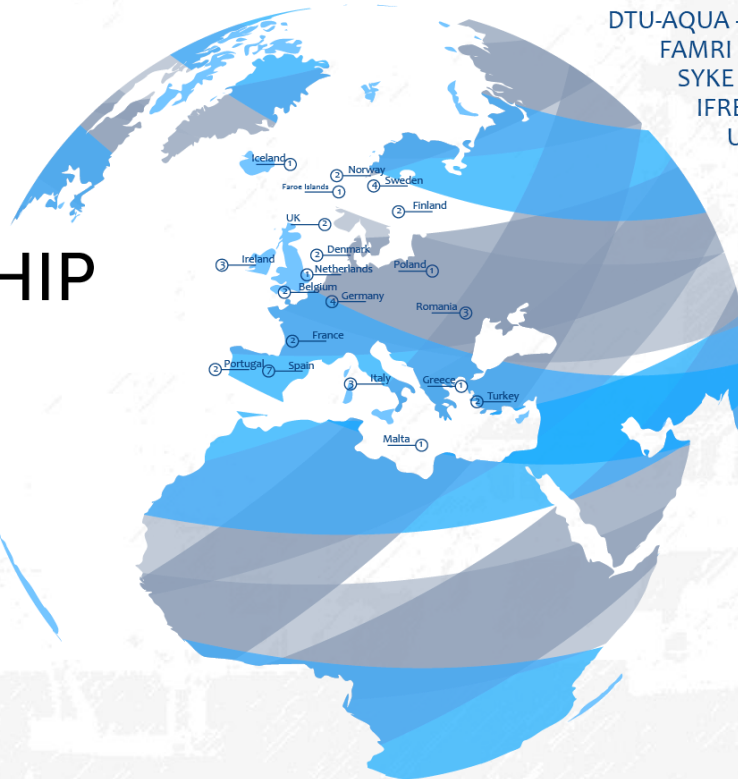 DTU-AQUA -
FAMRI
SYKE
IFRE
U
HIP
Iceland 1
2 Norway
Faroe Islands 1
4 Sweden
2 Finland
UK 2
2 Denmark
3 Ireland
1 Netherlands
Poland 1
2 Belgium
4 Germany
Romania 3
2 France
2 Portugal
7 Spain
3 Italy
Greece 1
2 Turkey
Malta 1